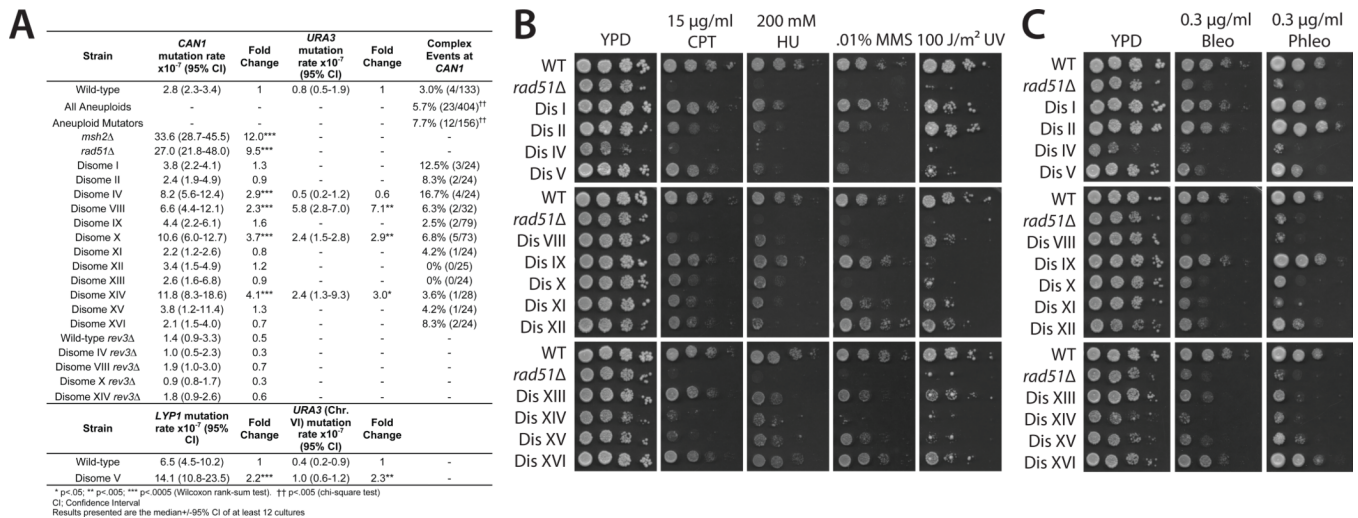 A
Strain CAN1 mutation rate x10-7 (95% CI) Fold Change URA3 mutation rate x10-7 (95% CI) Fold Change Complex Events at CAN1
Wild-type 2.8 (2.3-3.4) 1 0.8 (0.5-1.9) 1 3.0% (4/133)
All Aneuploids - - - - 5.7% (23/404)††
Aneuploid Mutators - - - - 7.7% (12/156)††
msh2Δ 33.6 (28.7-45.5) 12.0*** - - -
rad51Δ 27.0 (21.8-48.0) 9.5*** - - -
Disome I 3.8 (2.2-4.1) 1.3 - - 12.5% (3/24)
Disome II 2.4 (1.9-4.9) 0.9 - - 8.3% (2/24)
Disome IV 8.2 (5.6-12.4) 2.9*** 0.5 (0.2-1.2) 0.6 16.7% (4/24)
Disome VIII 6.6 (4.4-12.1) 2.3*** 5.8 (2.8-7.0) 7.1** 6.3% (2/32)
Disome IX 4.4 (2.2-6.1) 1.6 - - 2.5% (2/79)
Disome X 10.6 (6.0-12.7) 3.7*** 2.4 (1.5-2.8) 2.9** 6.8% (5/73)
Disome XI 2.2 (1.2-2.6) 0.8 - - 4.2% (1/24)
Disome XII 3.4 (1.5-4.9) 1.2 - - 0% (0/25)
Disome XIII 2.6 (1.6-6.8) 0.9 - - 0% (0/24)
Disome XIV 11.8 (8.3-18.6) 4.1*** 2.4 (1.3-9.3) 3.0* 3.6% (1/28)
Disome XV 3.8 (1.2-11.4) 1.3 - - 4.2% (1/24)
Disome XVI 2.1 (1.5-4.0) 0.7 - - 8.3% (2/24)
Wild-type rev3Δ 1.4 (0.9-3.3) 0.5 - - -
Disome IV rev3Δ 1.0 (0.5-2.3) 0.3 - - -
Disome VIII rev3Δ 1.9 (1.0-3.0) 0.7 - - -
Disome X rev3Δ 0.9 (0.8-1.7) 0.3 - - -
Disome XIV rev3Δ 1.8 (0.9-2.6) 0.6 - - -
Strain LYP1 mutation rate x10-7 (95% CI) Fold Change URA3 (Chr. VI) mutation rate x10-7 (95% CI) Fold Change
Wild-type 6.5 (4.5-10.2) 1 0.4 (0.2-0.9) 1 -
Disome V 14.1 (10.8-23.5) 2.2*** 1.0 (0.6-1.2) 2.3** -
* p<.05; ** p<.005; *** p<.0005 (Wilcoxon rank-sum test). †† p<.005 (chi-square test)
CI; Confidence Interval
Results presented are the median+/-95% CI of at least 12 cultures
B
YPD
15 µg/ml CPT
200 mM HU
.01% MMS
100 J/m² UV
WT
rad51Δ
Dis I
Dis II
Dis IV
Dis V
WT
rad51Δ
Dis VIII
Dis IX
Dis X
Dis XI
Dis XII
WT
rad51Δ
Dis XIII
Dis XIV
Dis XV
Dis XVI
C
YPD
0.3 µg/ml Bleo
0.3 µg/ml Phleo
WT
rad51Δ
Dis I
Dis II
Dis IV
Dis V
WT
rad51Δ
Dis VIII
Dis IX
Dis X
Dis XI
Dis XII
WT
rad51Δ
Dis XIII
Dis XIV
Dis XV
Dis XVI